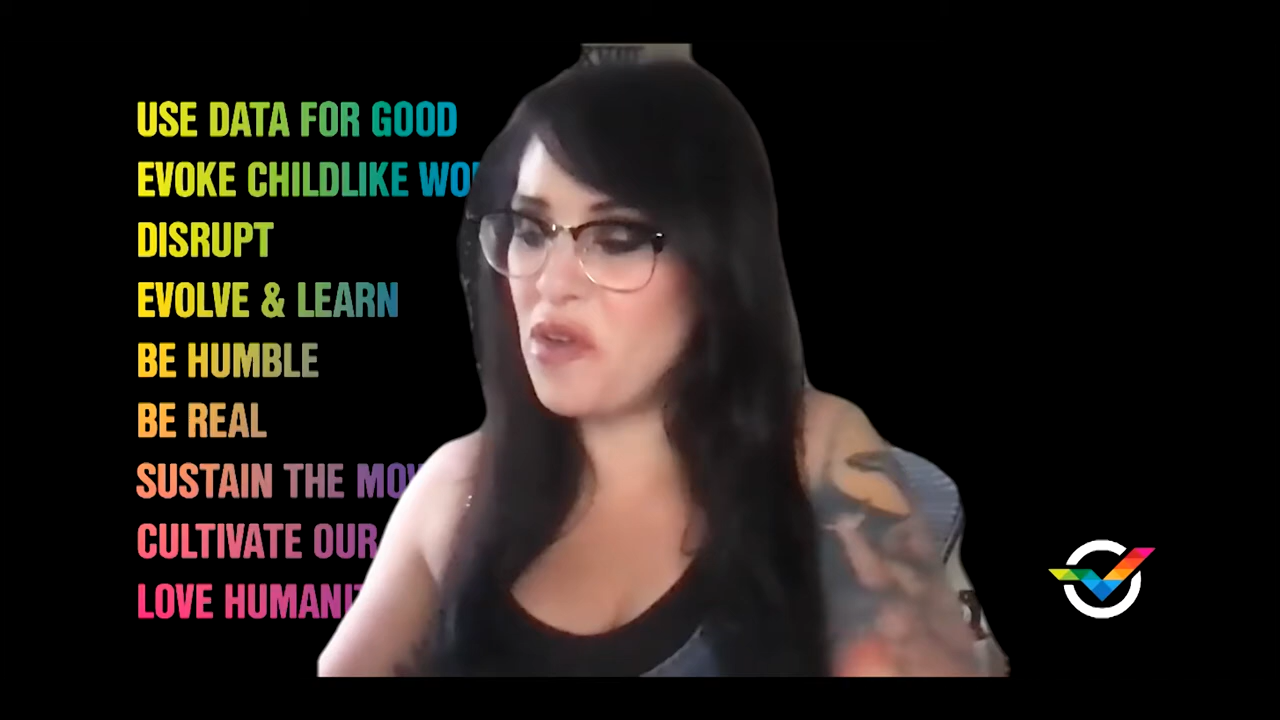 USE DATA FOR GOOD
EVOKE CHILDLIKE
DISRUPT
EVOLVE & LEARN
BE HUMBLE
BE REAL
SUSTAIN THE
CULTIVATE OUR
LOVE